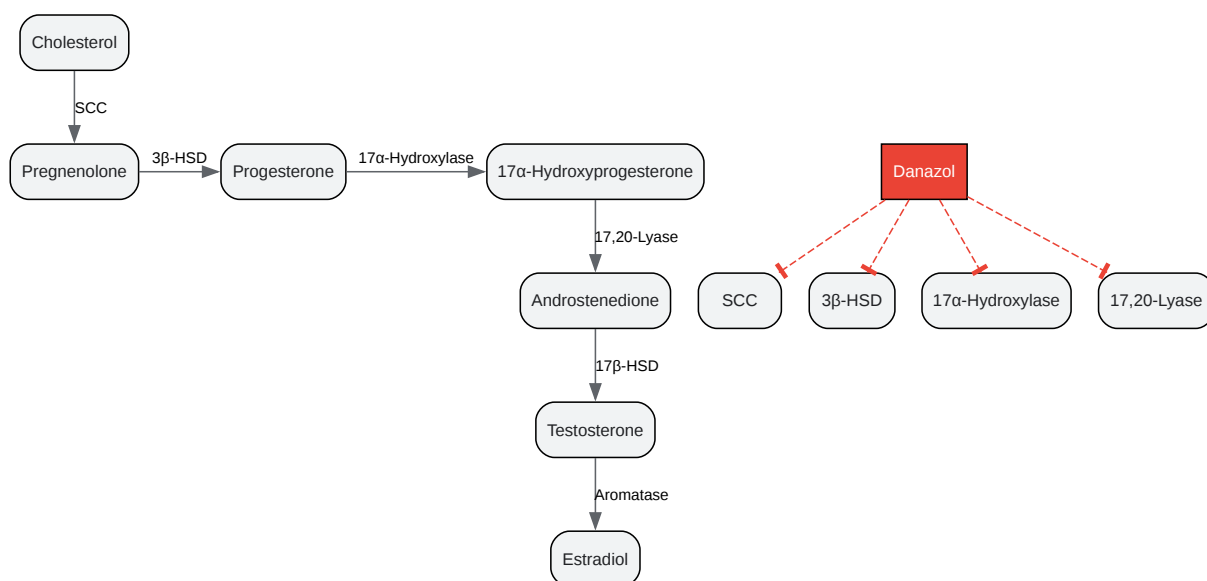 Cholesterol
SCC
Pregnenolone
3β-HSD
Progesterone
17α-Hydroxylase
17α-Hydroxyprogesterone
17,20-Lyase
Androstenedione
17β-HSD
Testosterone
Aromatase
Estradiol
Danazol
SCC
3β-HSD
17α-Hydroxylase
17,20-Lyase